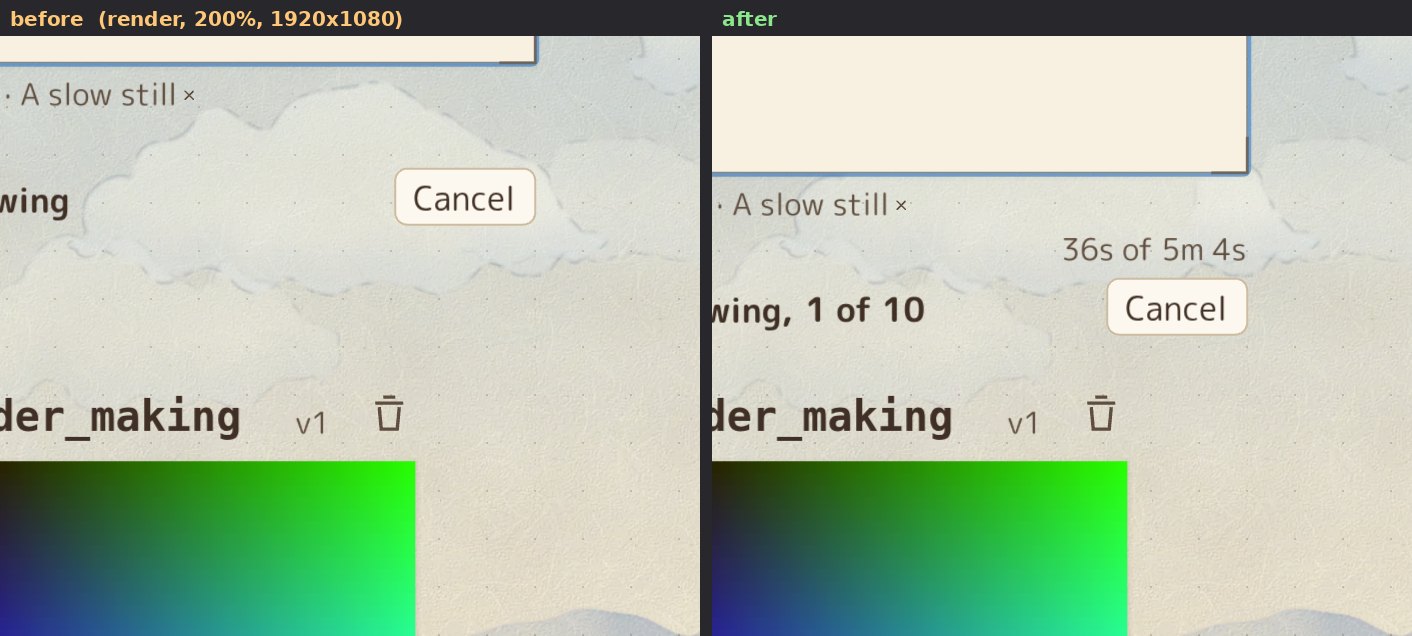 before (render, 200%, 1920x1080)
· A slow still ×
wing
Cancel
der_making v1
after
· A slow still ×
36s of 5m 4s
wing, 1 of 10
Cancel
der_making v1